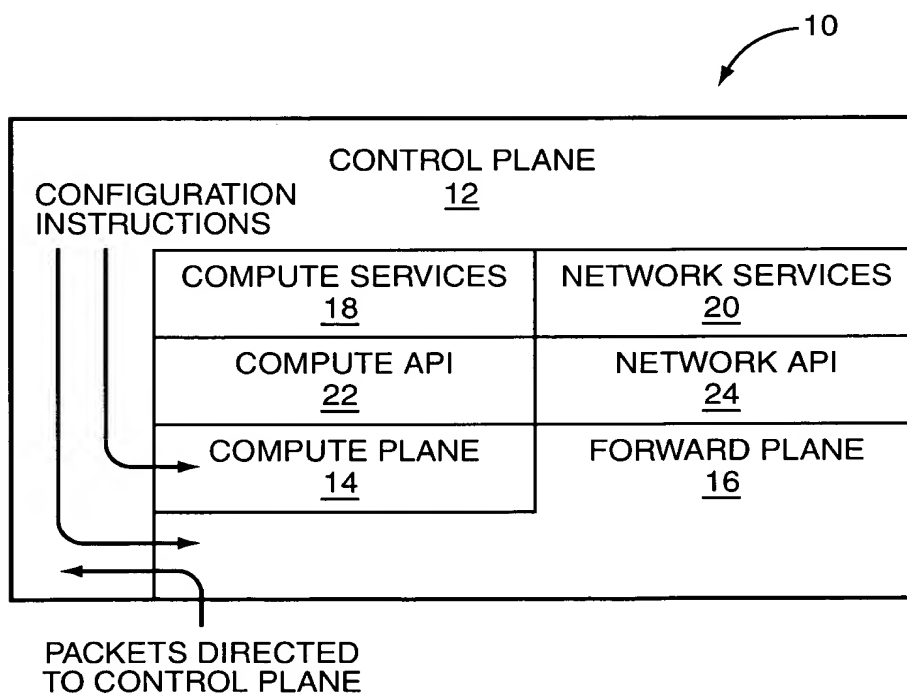 10
CONTROL PLANE
12
CONFIGURATION
INSTRUCTIONS
COMPUTE SERVICES
18
NETWORK SERVICES
20
COMPUTE API
22
NETWORK API
24
COMPUTE PLANE
14
FORWARD PLANE
16
PACKETS DIRECTED
TO CONTROL PLANE